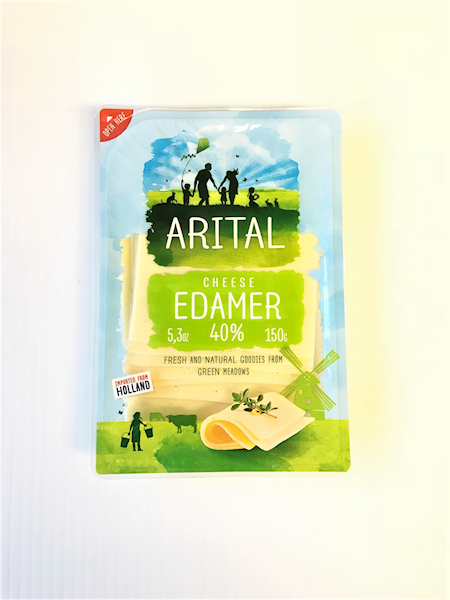 OPEN HERE
ARITAL
CHEESE
EDAMER
5,3oz 40% 150g
FRESH AND NATURAL GOODIES FROM
GREEN MEADOWS
IMPORTED FROM
HOLLAND